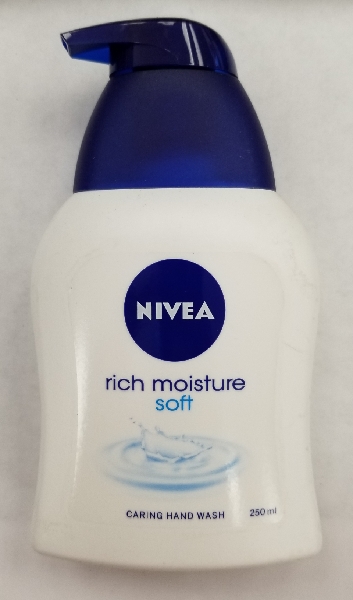 NIVEA
rich moisture
soft
CARING HAND WASH 250 ml